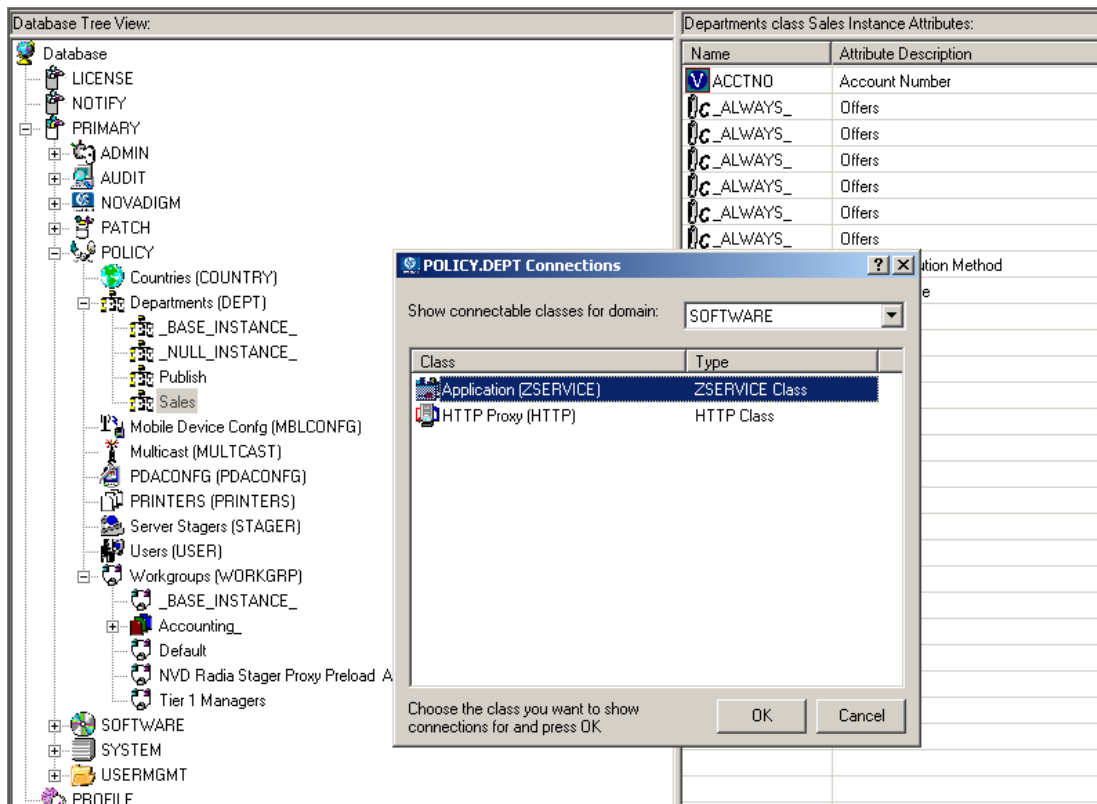 Database Tree View:
Database
LICENSE
NOTIFY
PRIMARY
ADMIN
AUDIT
NOVADIGM
PATCH
POLICY
Countries (COUNTRY)
Departments (DEPT)
_BASE_INSTANCE_
_NULL_INSTANCE_
Publish
Sales
Mobile Device Confg (MBLCONFG)
Multicast (MULTCAST)
PDACONFG (PDACONFG)
PRINTERS (PRINTERS)
Server Stagers (STAGER)
Users (USER)
Workgroups (WORKGRP)
_BASE_INSTANCE_
Accounting_
Default
NVD Radia Stager Proxy Preload A
Tier 1 Managers
SOFTWARE
SYSTEM
USERMGMT
PROFILE
Departments class Sales Instance Attributes:
Name Attribute Description
V ACCTNO Account Number
C _ALWAYS_ Offers
C _ALWAYS_ Offers
C _ALWAYS_ Offers
C _ALWAYS_ Offers
C _ALWAYS_ Offers
C _ALWAYS_ Offers
ution Method
e
POLICY.DEPT Connections
Show connectable classes for domain: SOFTWARE
Class Type
Application (ZSERVICE) ZSERVICE Class
HTTP Proxy (HTTP) HTTP Class
Choose the class you want to show
connections for and press OK
OK Cancel